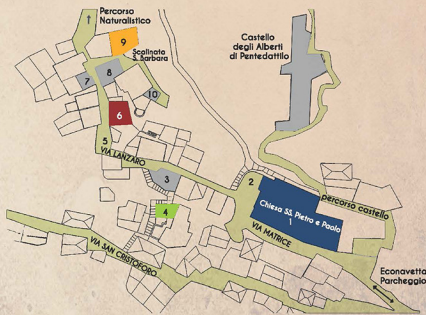 Percorso
Naturalistico
1
9
Scalinata
S. Barbara
Castello
degli Alberti
di Pentedattilo
7
8
10
6
5
VIA LANZARO
3
2
4
Chiesa SS. Pietro e Paolo
1
percorso castello
VIA MATRICE
VIA SAN CRISTOFORO
Econavetta
Parcheggio